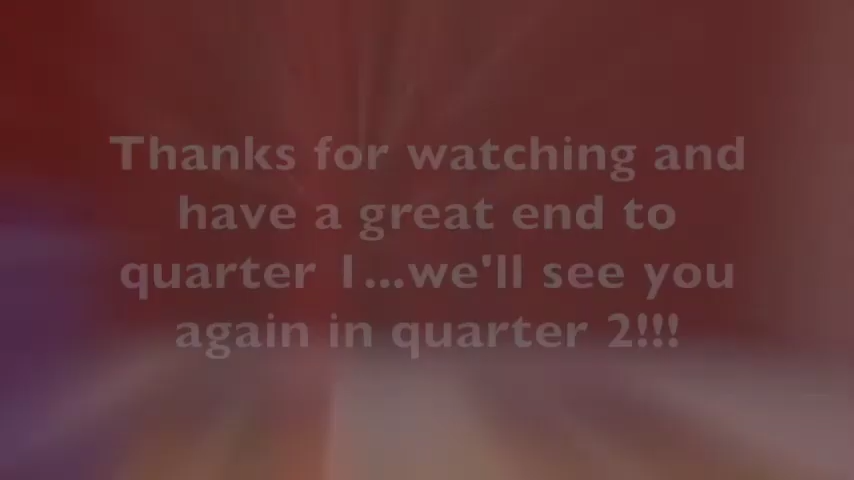 Thanks for watching and
have a great end to
quarter 1...we'll see you
again in quarter 2!!!